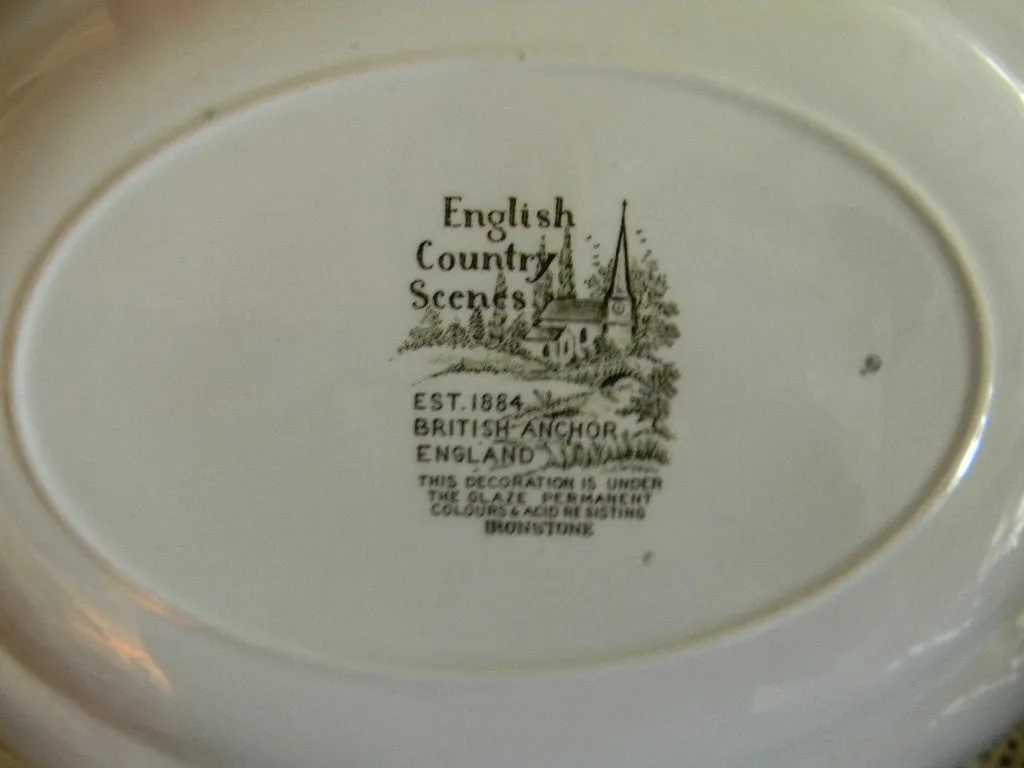 English
Country
Scenes
EST. 1884
BRITISH ANCHOR
ENGLAND
THIS DECORATION IS UNDER
THE GLAZE PERMANENT
COLOURS & ACID RESISTING
IRONSTONE